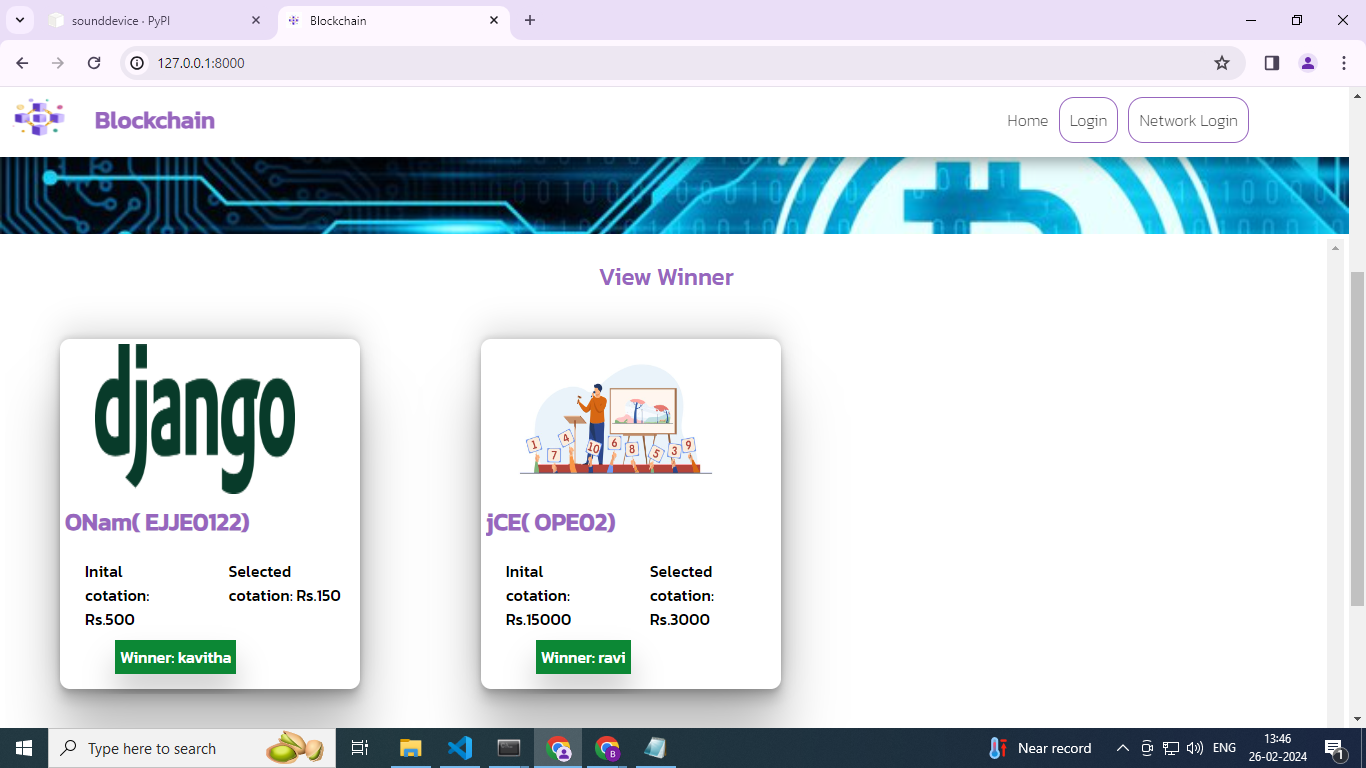 sounddevice · PyPI
Blockchain
127.0.0.1:8000
Blockchain
Home
Login
Network Login
View Winner
django
1 7 4 10 6 8 5 3 9
ONam( EJJE0122)
jCE( OPE02)
Inital
cotation:
Rs.500
Selected
cotation: Rs.150
Inital
cotation:
Rs.15000
Selected
cotation:
Rs.3000
Winner: kavitha
Winner: ravi
Type here to search
B
Near record
ENG
13:46
26-02-2024
1